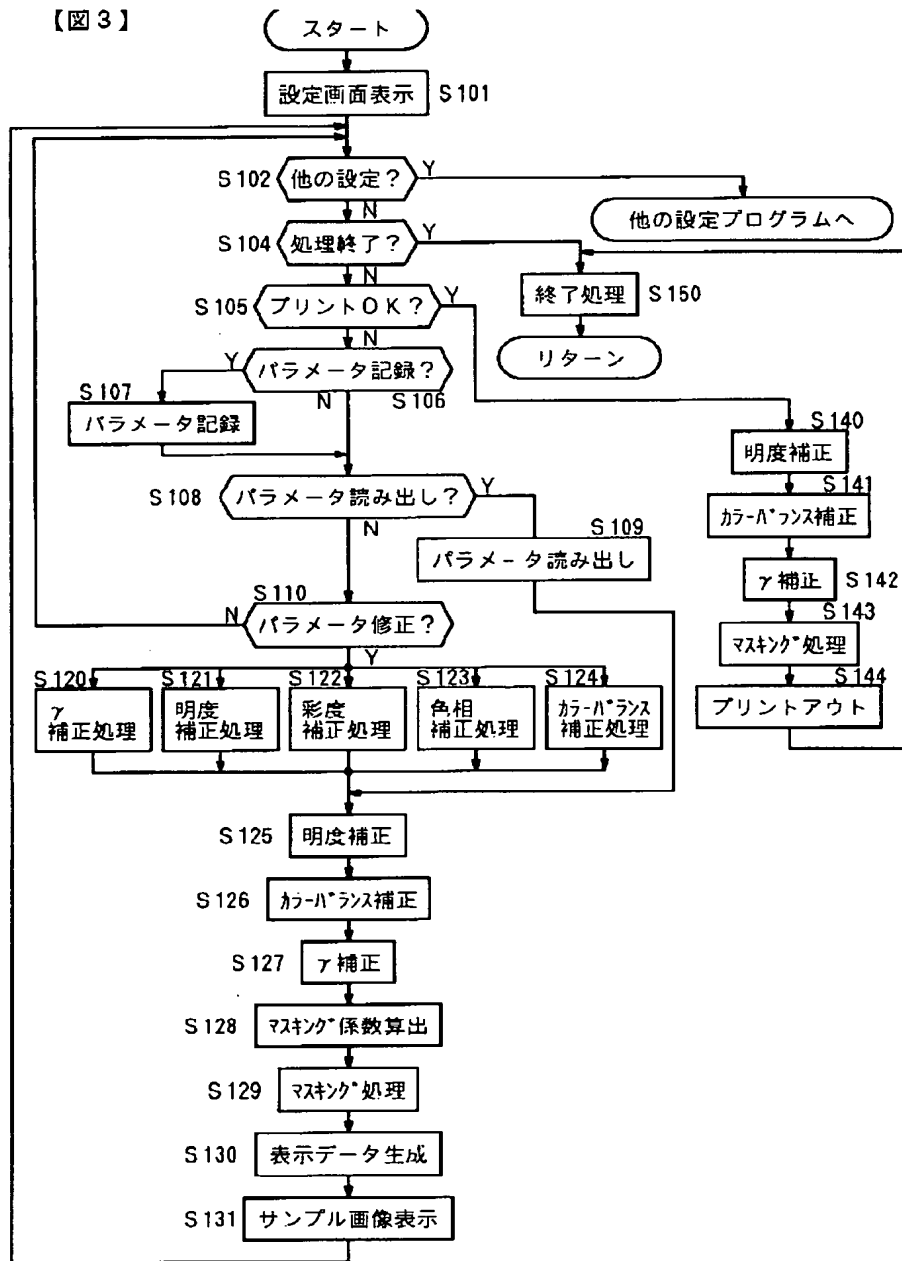 【図3】
スタート
設定画面表示 S101
S102 他の設定? Y
N
他の設定プログラムへ
S104 処理終了? Y
N
終了処理 S150
S105 プリントOK? Y
N
リターン
Y パラメータ記録?
N S106
S107
パラメータ記録
S140
明度補正
S108 パラメータ読み出し? Y
N
S141
カラーバランス補正
S109
パラメータ読み出し
γ補正 S142
S110
N パラメータ修正?
Y
S143
マスキング処理
S144
プリントアウト
S120 S121 S122 S123 S124
γ 明度 彩度 色相 カラーバランス
補正処理 補正処理 補正処理 補正処理 補正処理
S125 明度補正
S126 カラーバランス補正
S127 γ補正
S128 マスキング係数算出
S129 マスキング処理
S130 表示データ生成
S131 サンプル画像表示